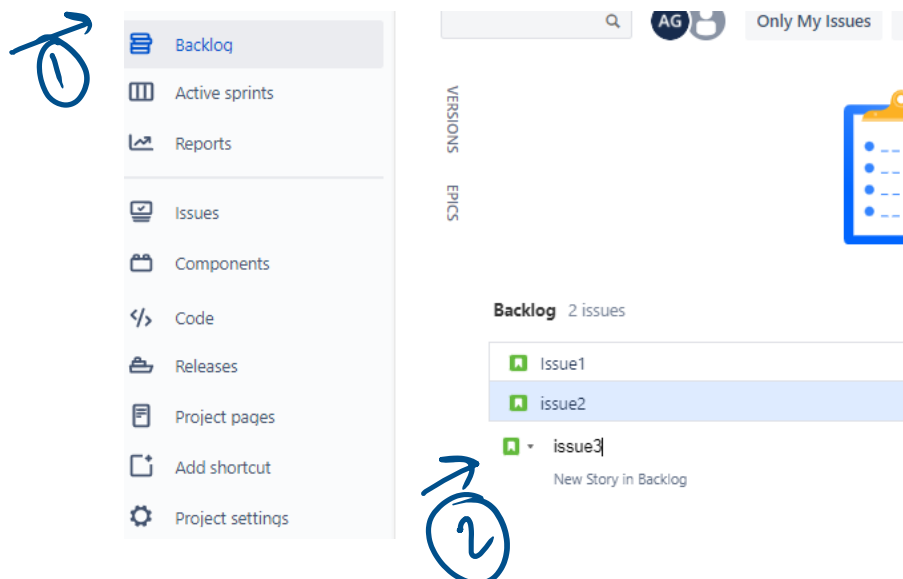 1
Backlog
Active sprints
Reports
Issues
Components
Code
Releases
Project pages
Add shortcut
Project settings
AG
Only My Issues
VERSIONS
EPICS
Backlog 2 issues
Issue1
issue2
issue3
New Story in Backlog
2